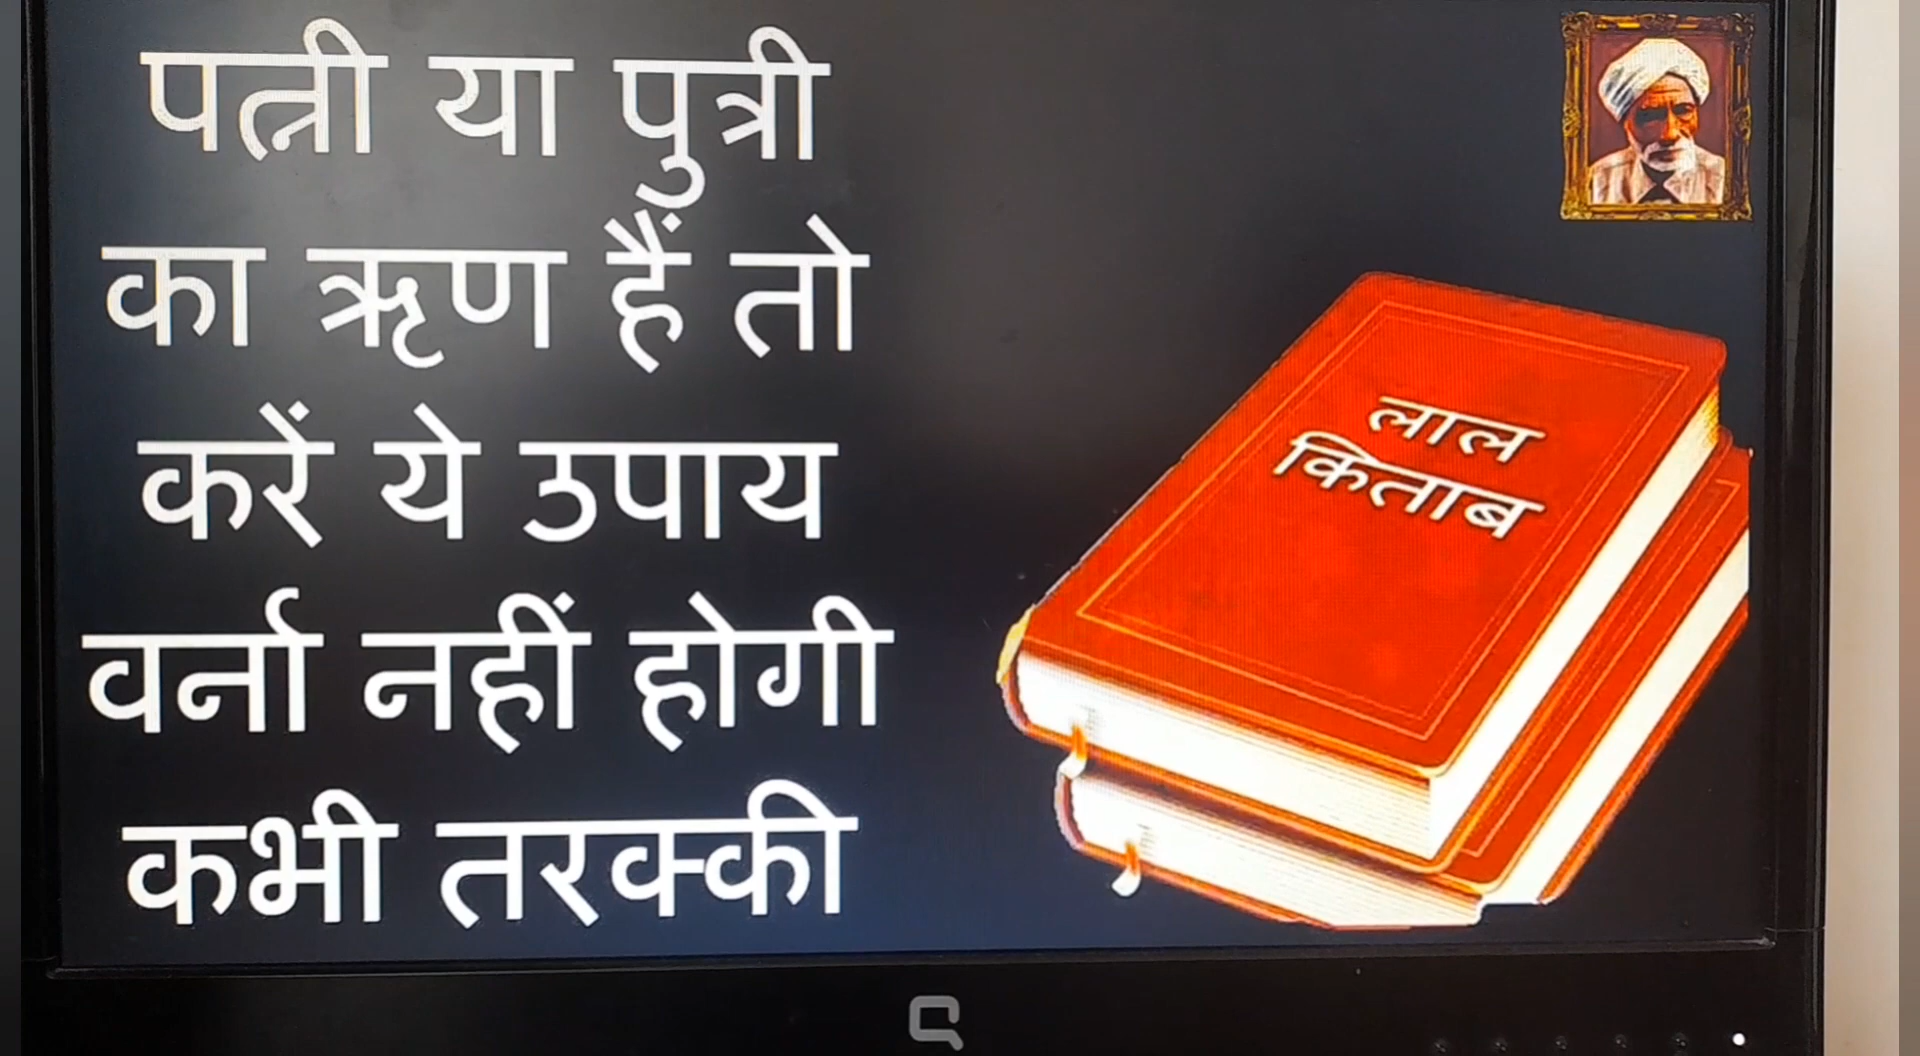 पत्नी या पुत्री
का ऋण हैं तो
करें ये उपाय
वर्ना नहीं होगी
कभी तरक्की
लाल
किताब